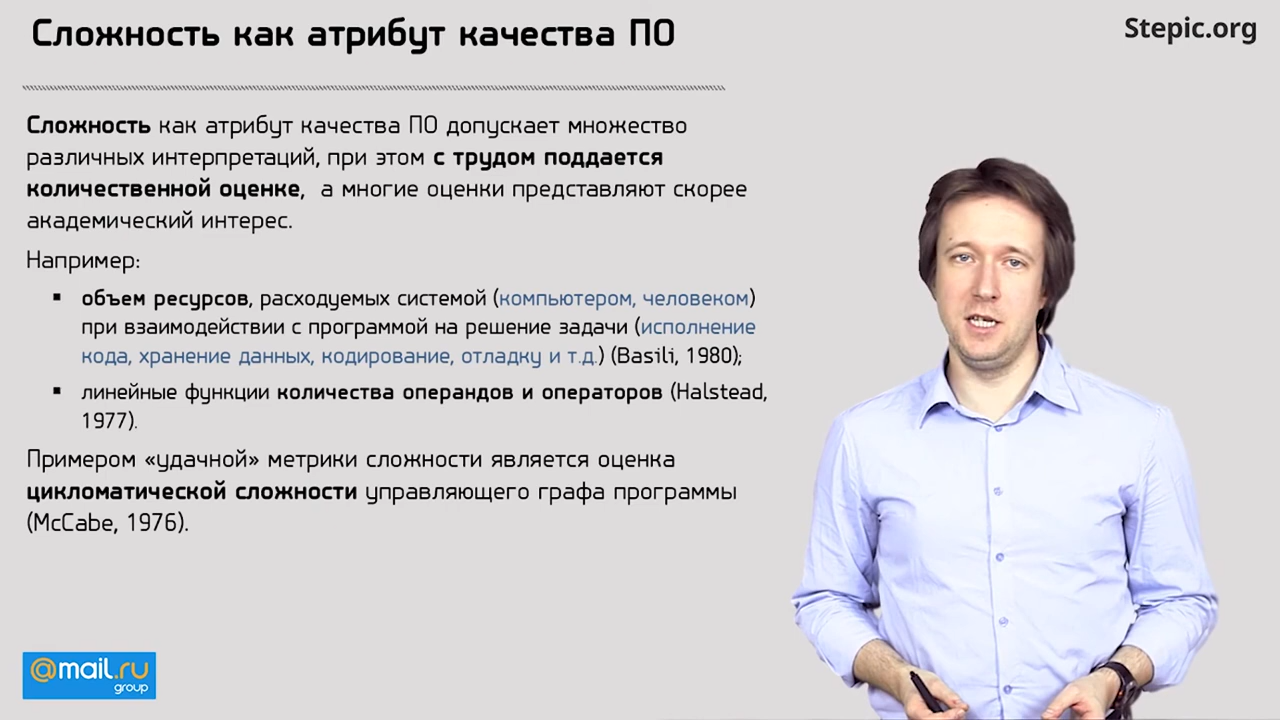 Сложность как атрибут качества ПО
Stepic.org
Сложность как атрибут качества ПО допускает множество
различных интерпретаций, при этом с трудом поддается
количественной оценке, а многие оценки представляют скорее
академический интерес.
Например:
▪ объем ресурсов, расходуемых системой (компьютером, человеком)
при взаимодействии с программой на решение задачи (исполнение
кода, хранение данных, кодирование, отладку и т.д.) (Basili, 1980);
▪ линейные функции количества операндов и операторов (Halstead,
1977).
Примером «удачной» метрики сложности является оценка
цикломатической сложности управляющего графа программы
(McCabe, 1976).
@mail.ru
group